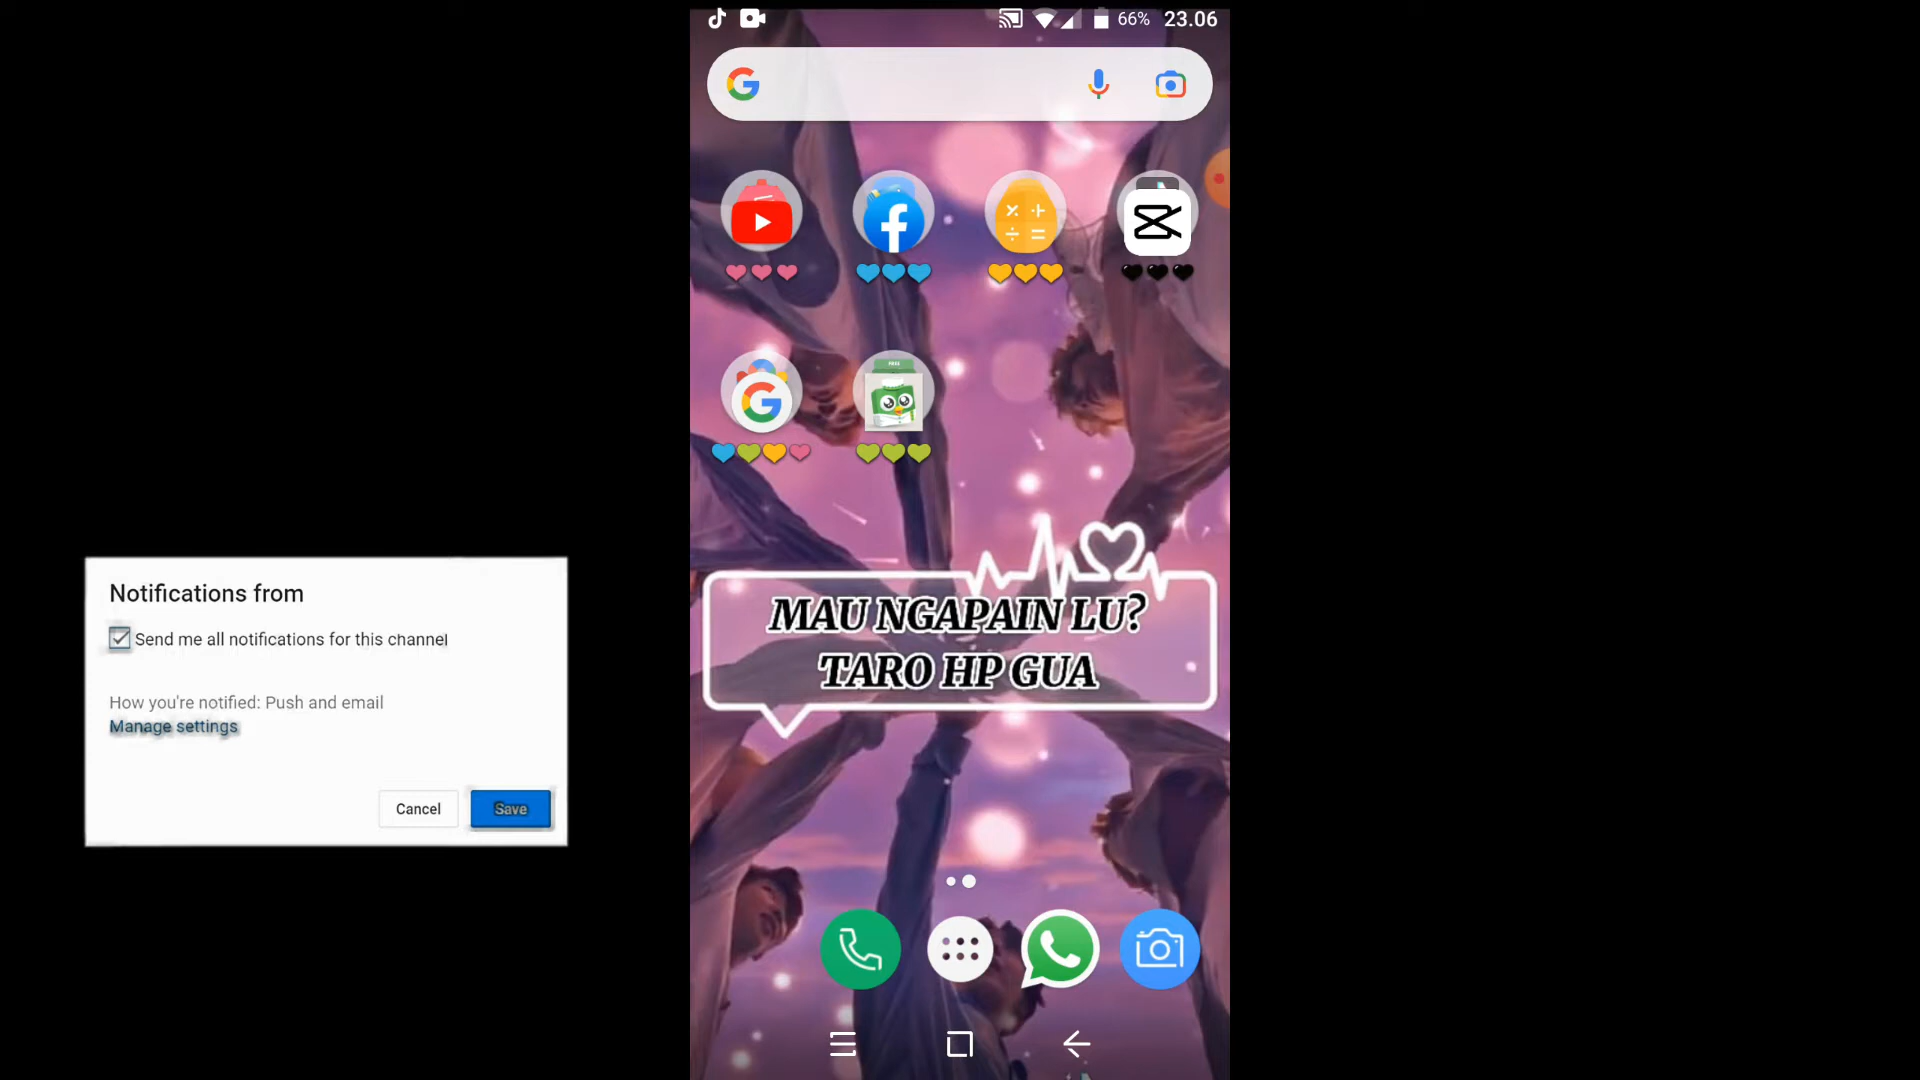 66% 23.06
Notifications from
Send me all notifications for this channel
How you're notified: Push and email
Manage settings
Cancel Save
FREE
MAU NGAPAIN LU?
TARO HP GUA